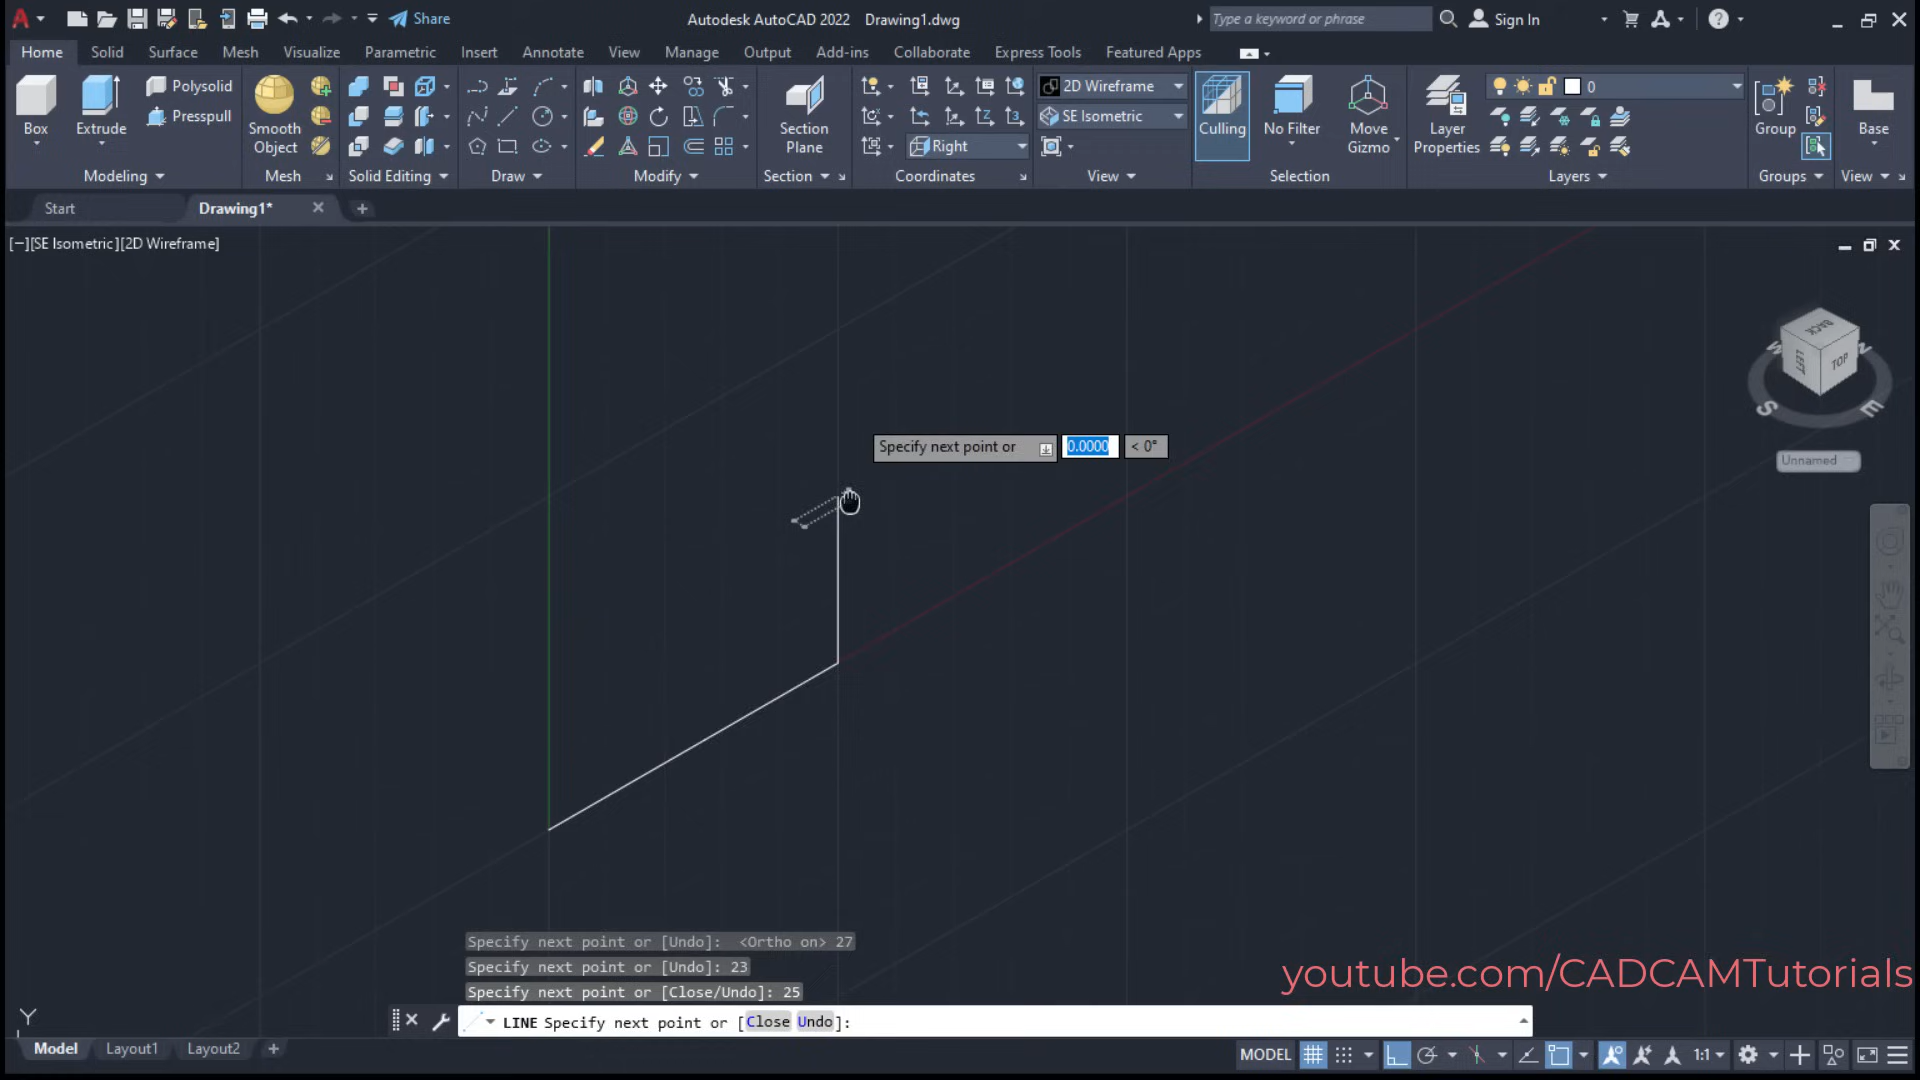 Share
Autodesk AutoCAD 2022 Drawing1.dwg
Type a keyword or phrase
Sign In
Home Solid Surface Mesh Visualize Parametric Insert Annotate View Manage Output Add-ins Collaborate Express Tools Featured Apps
Box
Extrude
Polysolid
Presspull
Smooth Object
Section Plane
Right
2D Wireframe
SE Isometric
Culling
No Filter
Move Gizmo
Layer Properties
0
Group
Base
Modeling Mesh Solid Editing Draw Modify Section Coordinates View Selection Layers Groups View
Start Drawing1* +
[−][SE Isometric][2D Wireframe]
BACK
TOP
S
E
Unnamed
Specify next point or 0.0000 < 0°
Specify next point or [Undo]: <Ortho on> 27
Specify next point or [Undo]: 23
Specify next point or [Close/Undo]: 25
youtube.com/CADCAMTutorials
LINE Specify next point or [Close Undo]:
Y
Model Layout1 Layout2 +
MODEL 1:1